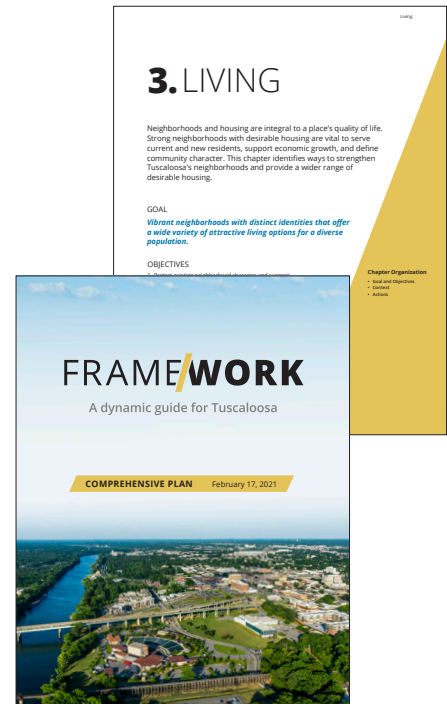 Living
3. LIVING
Neighborhoods and housing are integral to a place's quality of life.
Strong neighborhoods with desirable housing are vital to serve
current and new residents, support economic growth, and define
community character. This chapter identifies ways to strengthen
Tuscaloosa's neighborhoods and provide a wider range of
desirable housing.
GOAL
Vibrant neighborhoods with distinct identities that offer
a wide variety of attractive living options for a diverse
population.
OBJECTIVES
Chapter Organization
• Goal and Objectives
• Context
• Actions
FRAME/WORK
A dynamic guide for Tuscaloosa
COMPREHENSIVE PLAN February 17, 2021